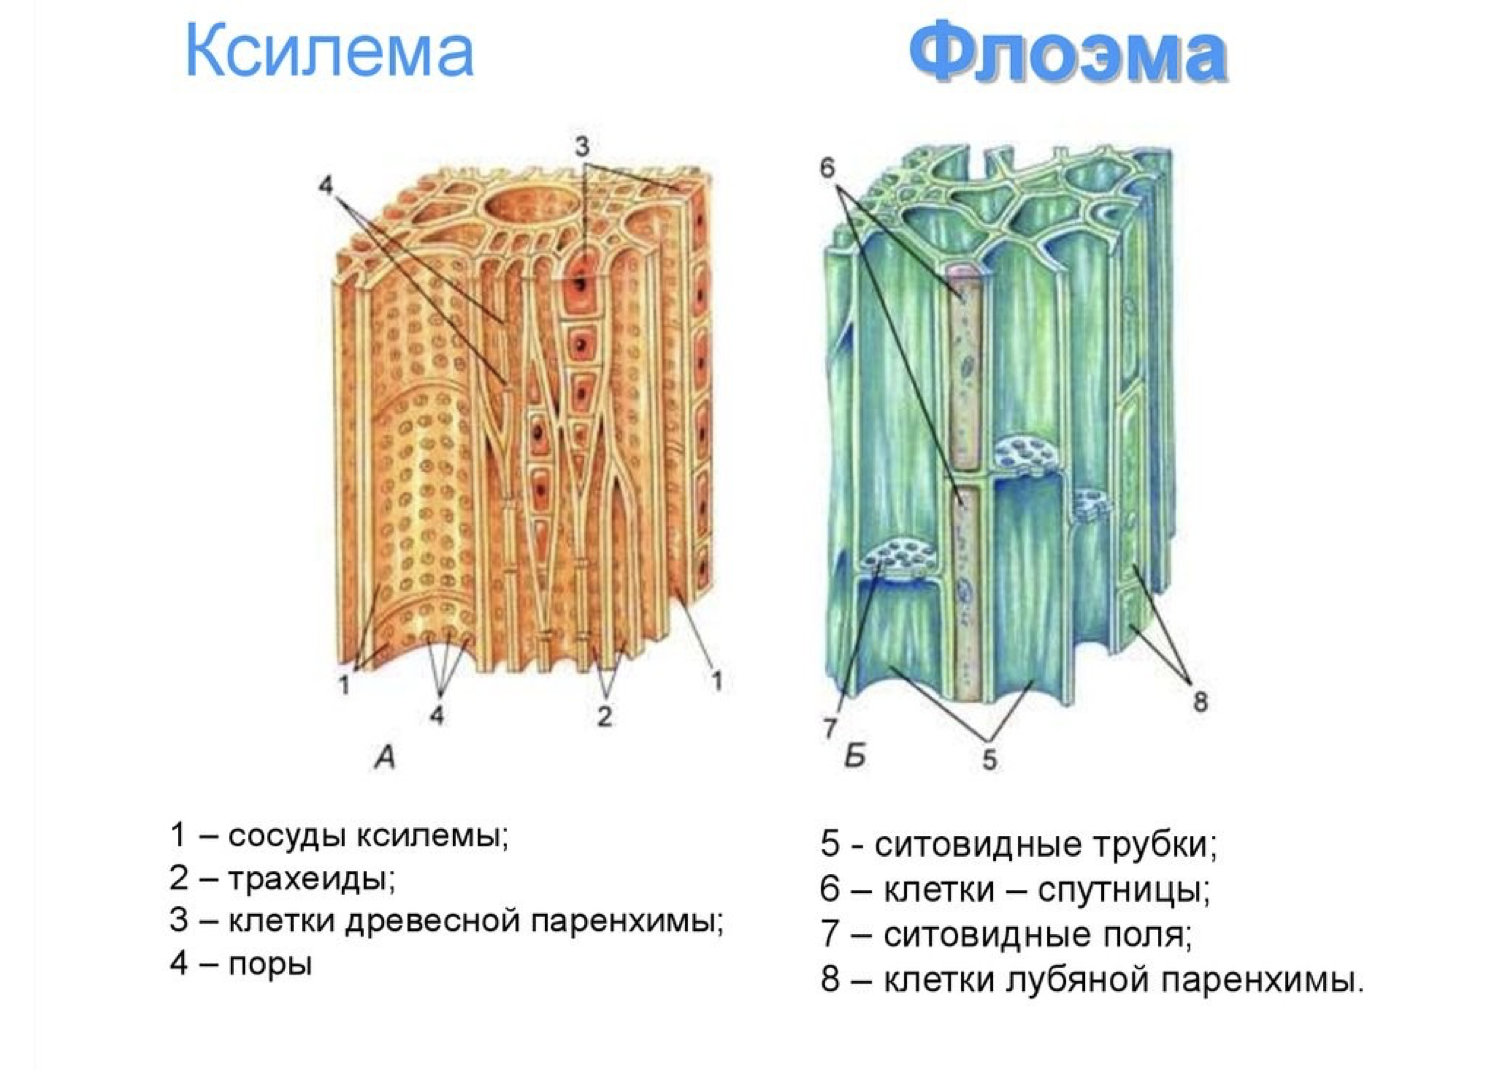 Ксилема
Флоэма
3
4
1
4
2
1
А
6
7
5
8
Б
1 – сосуды ксилемы;
2 – трахеиды;
3 – клетки древесной паренхимы;
4 – поры
5 - ситовидные трубки;
6 – клетки – спутницы;
7 – ситовидные поля;
8 – клетки лубяной паренхимы.